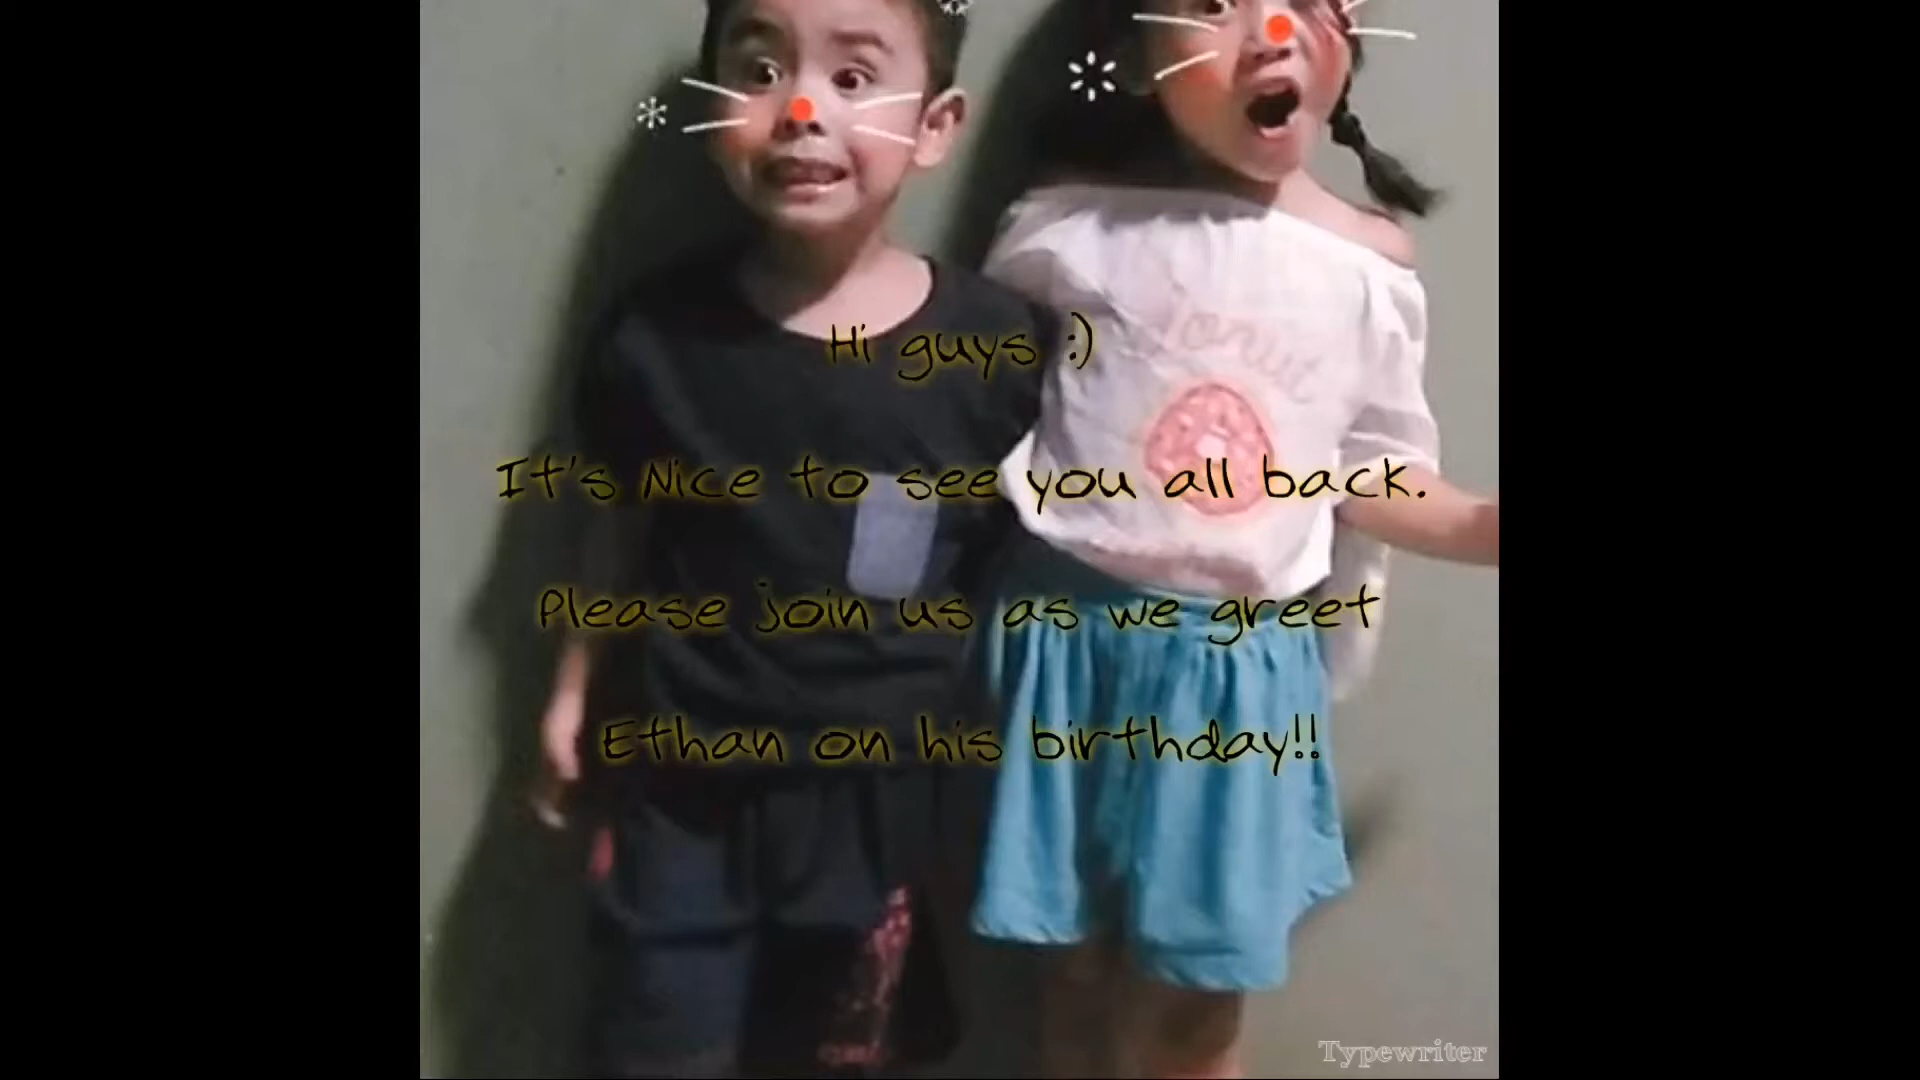 Hi guys :)
donut
It's Nice to see you all back.
Please join us as we greet
Ethan on his birthday!!
Typewriter